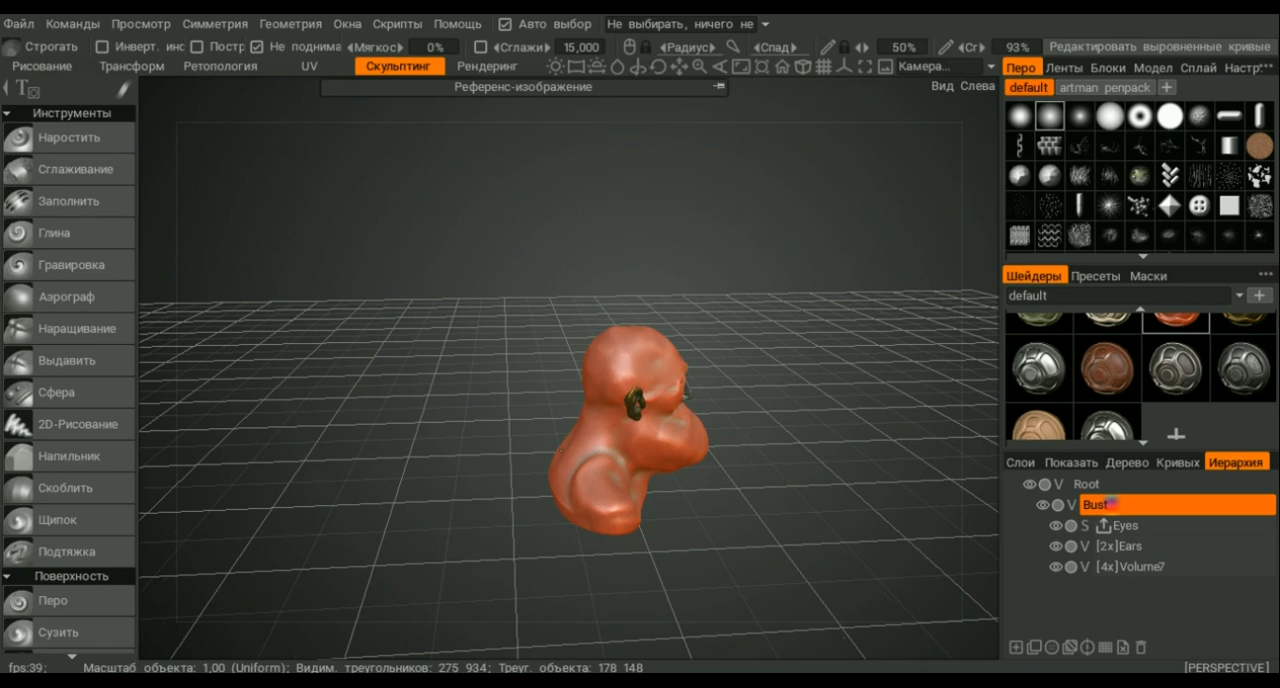 Файл Команды Просмотр Симметрия Геометрия Окна Скрипты Помощь Авто выбор Не выбирать, ничего не
Строгать Инверт. инс Постр Не поднима Мягкос 0% Сглажи 15,000 Радиус Спад 50% Сг 93% Редактировать выровненные кривые
Рисование Трансформ Ретопология UV Скульптинг Рендеринг Камера...
Перо Ленты Блоки Модел Сплай Настр
Референс-изображение
Вид Слева
default artman penpack
Инструменты
Наростить
Сглаживание
Заполнить
Глина
Гравировка
Аэрограф
Наращивание
Выдавить
Сфера
2D-Рисование
Напильник
Скоблить
Щипок
Подтяжка
Поверхность
Перо
Сузить
Шейдеры Пресеты Маски
default
Слои Показать Дерево Кривых Иерархия
V Root
V Bust
S Eyes
V [2x]Ears
V [4x]Volume7
fps:39; Масштаб объекта: 1,00 (Uniform); Видим. треугольников: 275 934; Треуг. объекта: 178 148
[PERSPECTIVE]